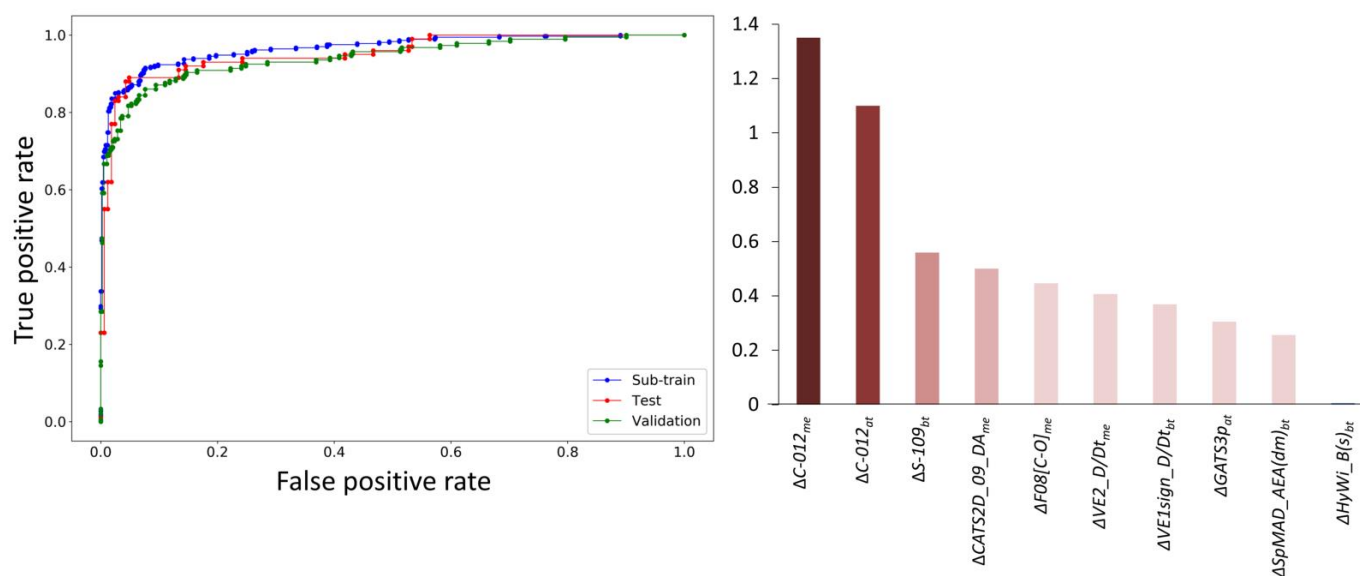 1.0
0.8
0.6
0.4
0.2
0.0
True positive rate
Sub-train
Test
Validation
0.0 0.2 0.4 0.6 0.8 1.0
False positive rate
1.4
1.2
1
0.8
0.6
0.4
0.2
0
ΔC-012me
ΔC-012at
ΔS-109bt
ΔCATS2D_09_DAme
ΔF08[C-O]me
ΔVE2_D/Dtme
ΔVE1sign_D/Dtbt
ΔGATS3pat
ΔSpMAD_AEA(dm)bt
ΔHyWi_B(s)bt